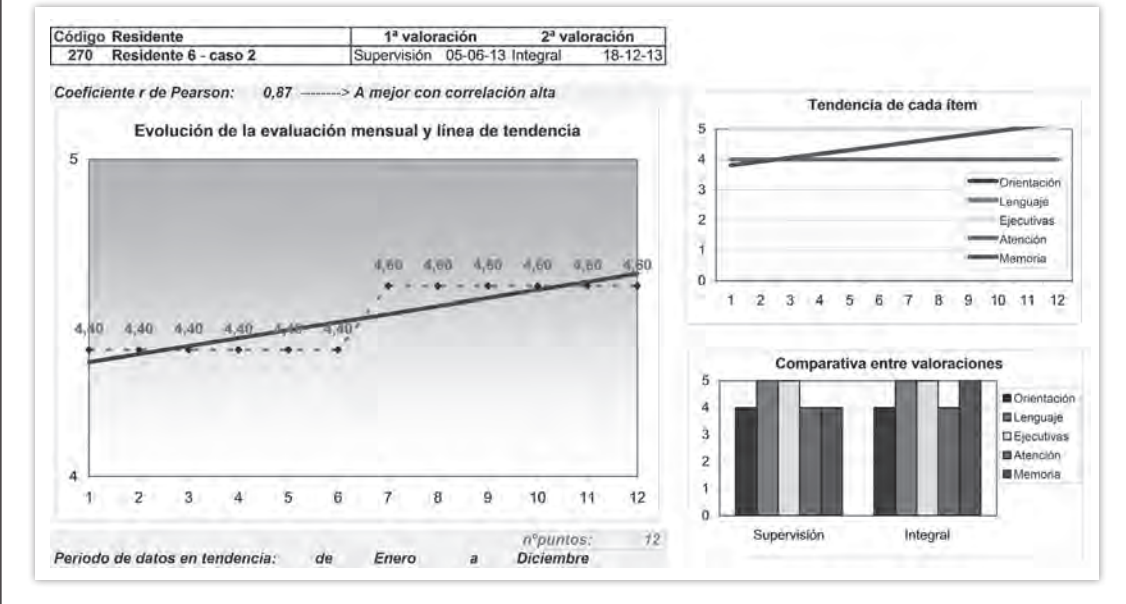 Código Residente 1ª valoración 2ª valoración
270 Residente 6 - caso 2 Supervisión 05-06-13 Integral 18-12-13
Coeficiente r de Pearson: 0,87 --------> A mejor con correlación alta
Evolución de la evaluación mensual y línea de tendencia
5
4,60 4,60 4,60 4,60 4,60 4,60
4,40 4,40 4,40 4,40 4,40 4,40
4
1 2 3 4 5 6 7 8 9 10 11 12
nºpuntos: 12
Periodo de datos en tendencia: de Enero a Diciembre
Tendencia de cada ítem
5
4
3
2
1
0
Orientación
Lenguaje
Ejecutivas
Atención
Memoria
1 2 3 4 5 6 7 8 9 10 11 12
Comparativa entre valoraciones
5
4
3
2
1
0
Orientación
Lenguaje
Ejecutivas
Atención
Memoria
Supervisión Integral